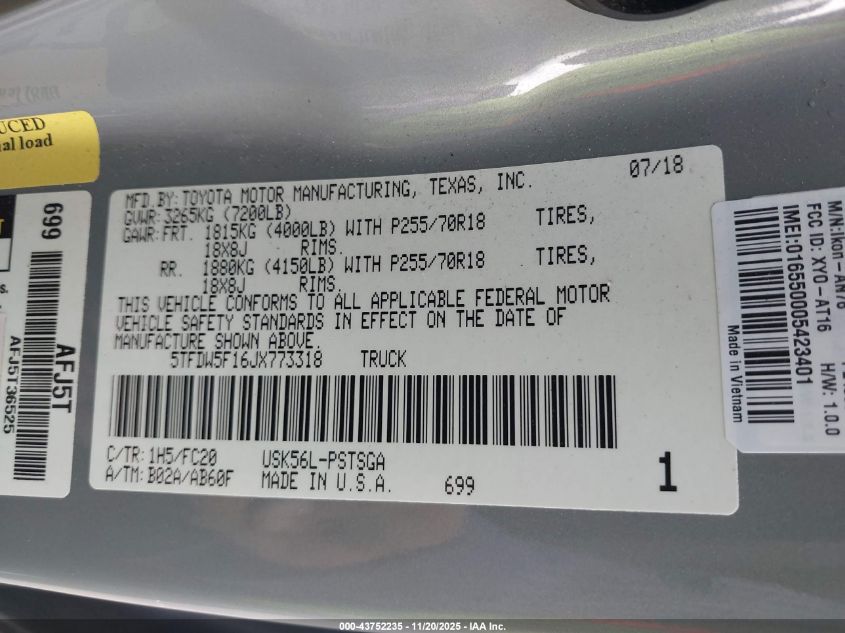 UCED
al load
699
s.
AFJ5T
AFJ5T36525
MFD.BY: TOYOTA MOTOR MANUFACTURING, TEXAS, INC. 07/18
GVWR: 3265KG (7200LB)
GAWR: FRT. 1815KG (4000LB) WITH P255/70R18 TIRES,
18X8J RIMS.
RR. 1880KG (4150LB) WITH P255/70R18 TIRES,
18X8J RIMS.
THIS VEHICLE CONFORMS TO ALL APPLICABLE FEDERAL MOTOR
VEHICLE SAFETY STANDARDS IN EFFECT ON THE DATE OF
MANUFACTURE SHOWN ABOVE.
5TFDW5F16JX773318 TRUCK
C/TR: 1H5/FC20 USK56L-PSTSGA
A/TM: B02A/AB60F MADE IN U.S.A. 699 1
M/N: Ikon-AN78
FCC ID: XYO-AT16
IMEI: 016550005423401
H/W: 1.0.0
Made in Vietnam
000-43752235 - 11/20/2025 - IAA Inc.